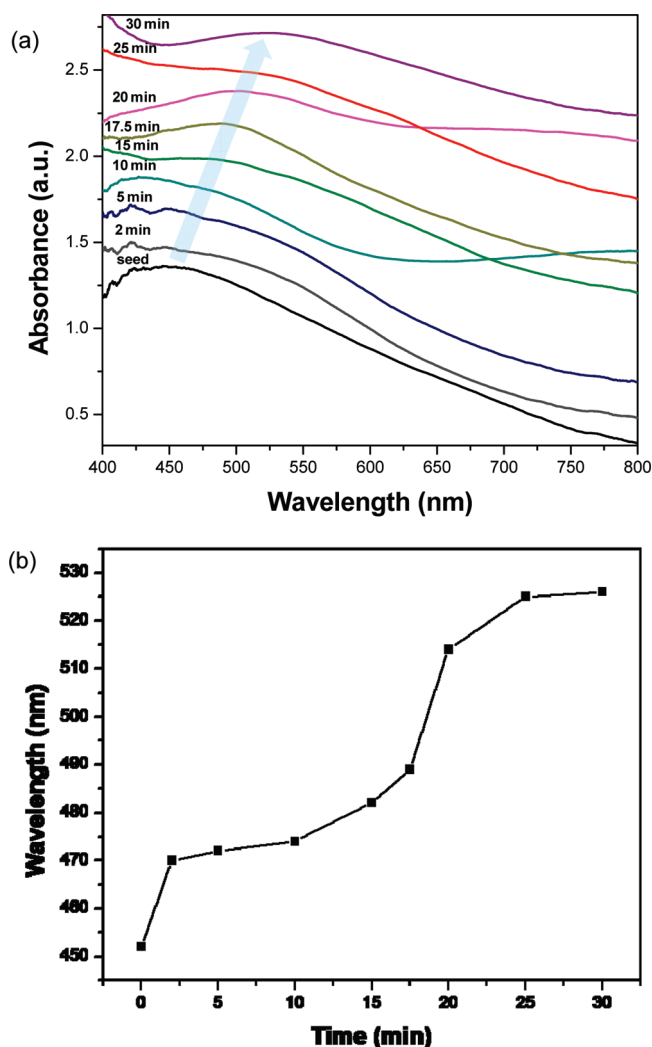 (a)
30 min
25 min
20 min
17.5 min
15 min
10 min
5 min
2 min
seed
2.5
2.0
1.5
1.0
0.5
Absorbance (a.u.)
400 450 500 550 600 650 700 750 800
Wavelength (nm)
(b)
530
520
510
500
490
480
470
460
450
Wavelength (nm)
0 5 10 15 20 25 30
Time (min)